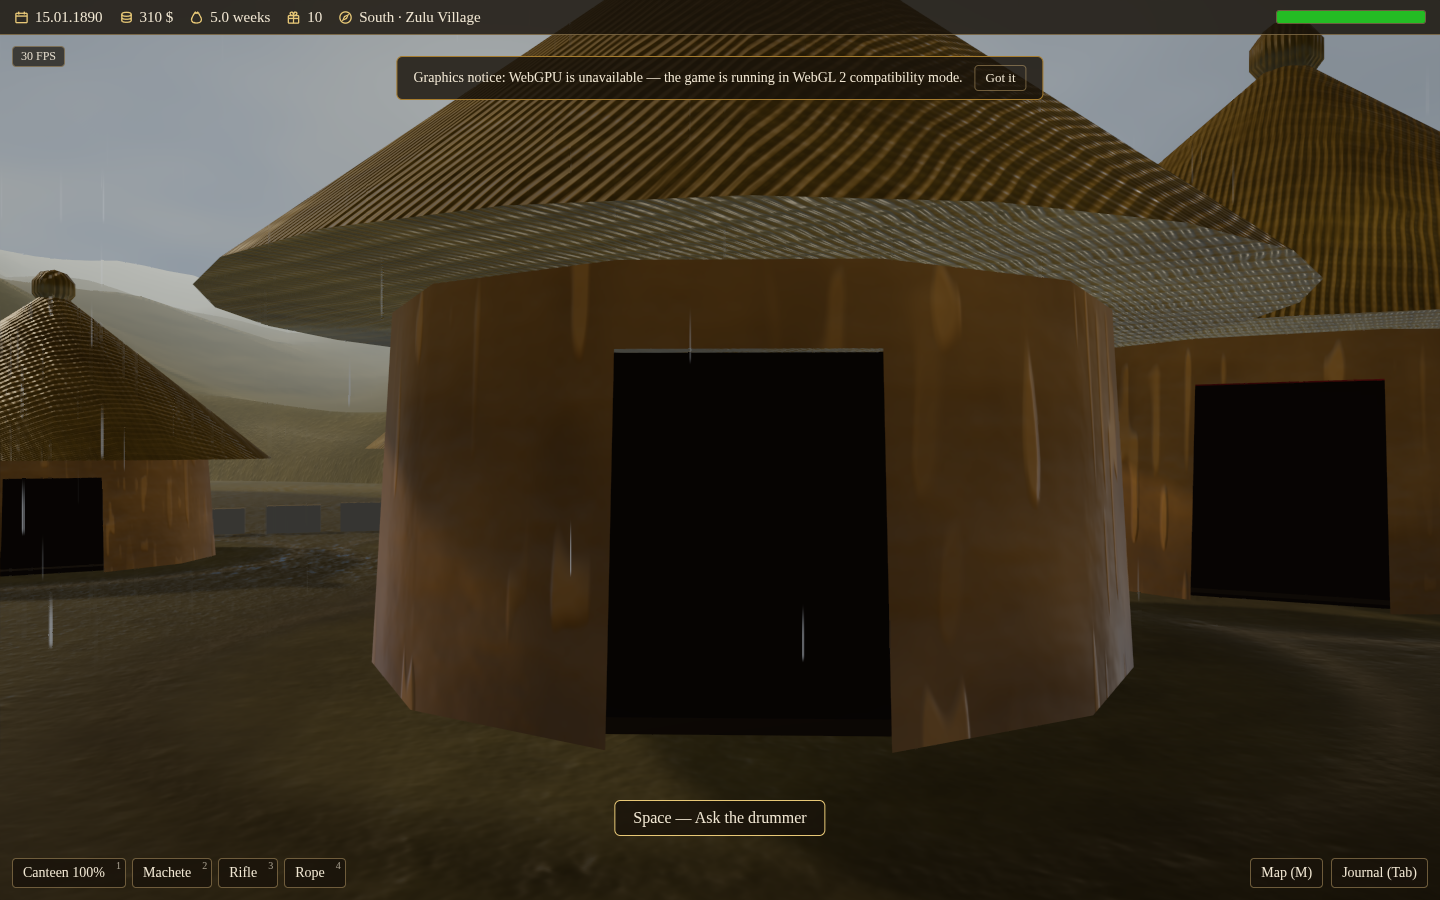 15.01.1890 310 $ 5.0 weeks 10 South · Zulu Village
30 FPS
Graphics notice: WebGPU is unavailable — the game is running in WebGL 2 compatibility mode. Got it
Space — Ask the drummer
Canteen 100% 1 Machete 2 Rifle 3 Rope 4 Map (M) Journal (Tab)